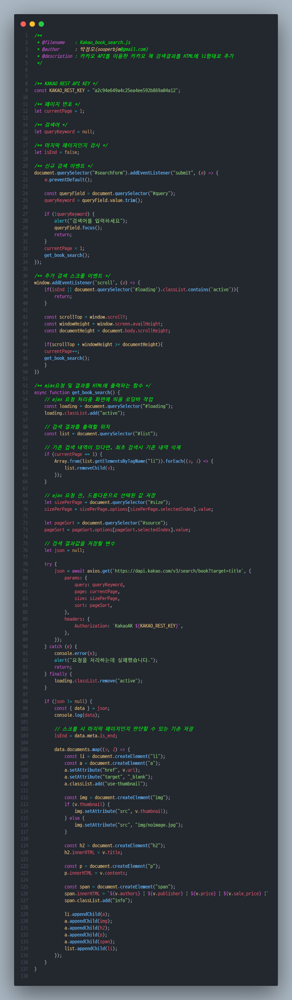 1 /**
2  * @filename    : Kakao_book_search.js
3  * @author      : 박정모(oooperbjm@gmail.com)
4  * @description : 카카오 API를 이용한 카카오 책 검색결과를 HTML에 li형태로 추가
5  */
6
7
8 /** KAKAO REST API KEY */
9 const KAKAO_REST_KEY = "a2c94e649a4c25ea4ee592b869a04a12";
10
11 /** 페이지 번호 */
12 let currentPage = 1;
13
14 /** 검색어 */
15 let queryKeyword = null;
16
17 /** 마지막 페이지인지 검사 */
18 let isEnd = false;
19
20 /** 신규 검색 이벤트 */
21 document.querySelector("#searchForm").addEventListener("submit", (e) => {
22     e.preventDefault();
23
24     const queryField = document.querySelector("#query");
25     queryKeyword = queryField.value.trim();
26
27     if (!queryKeyword) {
28         alert("검색어를 입력하세요");
29         queryField.focus();
30         return;
31     }
32     currentPage = 1;
33     get_book_search();
34 });
35
36 /** 추가 검색 스크롤 이벤트 */
37 window.addEventListener('scroll', (e) => {
38     if(isEnd || document.querySelector('#loading').classList.contains('active')){
39         return;
40     }
41
42     const scrollTop = window.scrollY;
43     const windowHeight = window.screen.availHeight;
44     const documentHeight = document.body.scrollHeight;
45
46     if(scrollTop + windowHeight >= documentHeight){
47     currentPage++;
48     get_book_search();
49     }
50 })
51
52 /** ajax요청 및 결과를 HTML에 출력하는 함수 */
53 async function get_book_search() {
54     // ajax 요청 처리중 화면에 띄울 로딩바 작업
55     const loading = document.querySelector("#loading");
56     loading.classList.add("active");
57
58     // 검색 결과를 출력할 위치
59     const list = document.querySelector("#list");
60
61     // 기존 검색 내역이 있다면, 최초 검색시 기존 내역 삭제
62     if (currentPage == 1) {
63         Array.from(list.getElementsByTagName("li")).forEach((v, i) => {
64             list.removeChild(v);
65         });
66     }
67
68     // ajax 요청 전, 드롭다운으로 선택된 값 저장
69     let sizePerPage = document.querySelector("#size");
70     sizePerPage = sizePerPage.options[sizePerPage.selectedIndex].value;
71
72     let pageSort = document.querySelector("#source");
73     pageSort = pageSort.options[pageSort.selectedIndex].value;
74
75     // 검색 결과값을 저장할 변수
76     let json = null;
77
78     try {
79         json = await axios.get(`https://dapi.kakao.com/v3/search/book?target=title`, {
80             params: {
81                 query: queryKeyword,
82                 page: currentPage,
83                 size: sizePerPage,
84                 sort: pageSort,
85             },
86             headers: {
87                 Authorization: `KakaoAK ${KAKAO_REST_KEY}`,
88             },
89         });
90     } catch (e) {
91         console.error(e);
92         alert("요청을 처리하는데 실패했습니다.");
93         return;
94     } finally {
95         loading.classList.remove("active");
96     }
97
98     if (json != null) {
99         const { data } = json;
100         console.log(data);
101
102         // 스크롤 시 마지막 페이지인지 판단할 수 있는 기준 저장
103         isEnd = data.meta.is_end;
104
105         data.documents.map((v, i) => {
106             const li = document.createElement("li");
107             const a = document.createElement("a");
108             a.setAttribute("href", v.url);
109             a.setAttribute("target", "_blank");
110             a.classList.add("use-thumbnail");
111
112             const img = document.createElement("img");
113             if (v.thumbnail) {
114                 img.setAttribute("src", v.thumbnail);
115             } else {
116                 img.setAttribute("src", "img/noimage.jpg");
117             }
118
119             const h2 = document.createElement("h2");
120             h2.innerHTML = v.title;
121
122             const p = document.createElement("p");
123             p.innerHTML = v.contents;
124
125             const span = document.createElement("span");
126             span.innerHTML = `${v.authors} | ${v.publisher} | ${v.price} | ${v.sale_price} |`
127             span.classList.add("info");
128
129             li.appendChild(a);
130             a.appendChild(img);
131             a.appendChild(h2);
132             a.appendChild(p);
133             a.appendChild(span);
134             list.appendChild(li);
135         });
136     }
137 }
138